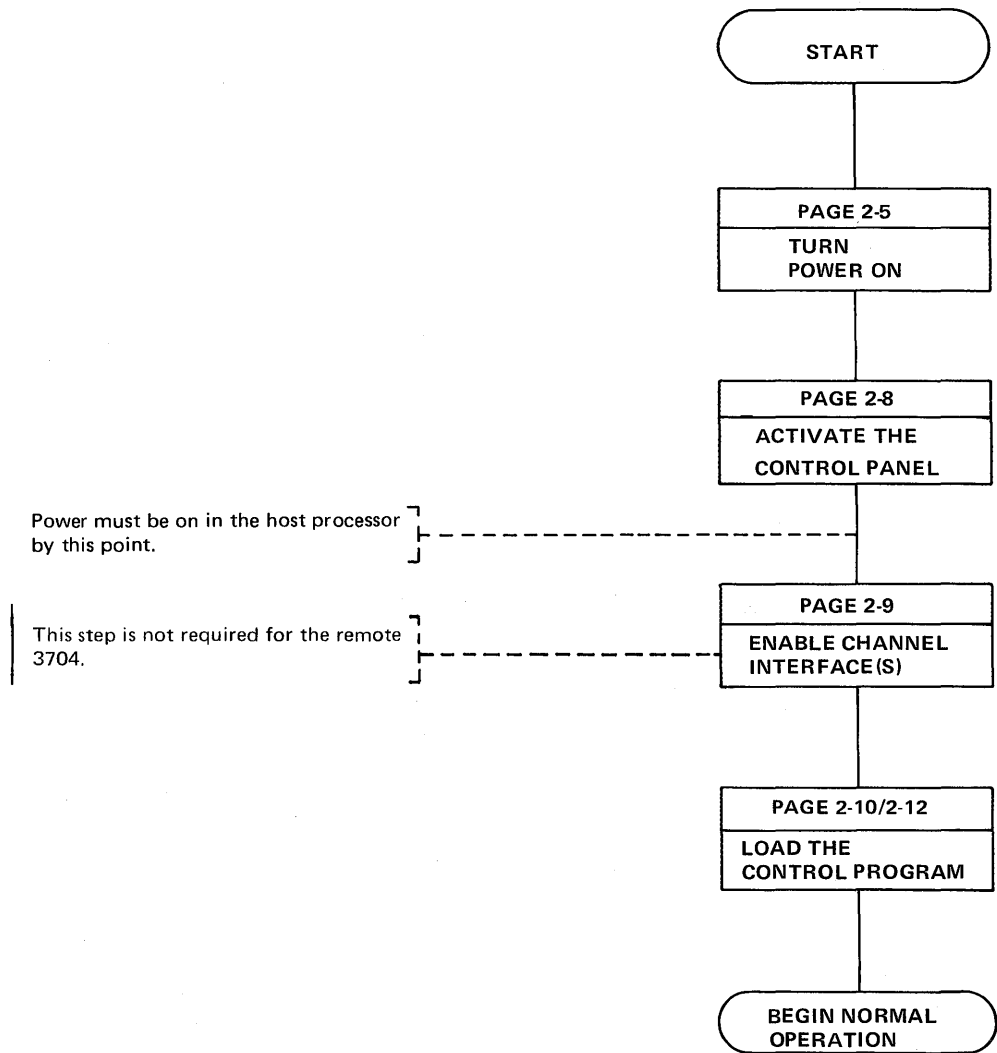 START
PAGE 2-5
TURN
POWER ON
PAGE 2-8
ACTIVATE THE
CONTROL PANEL
Power must be on in the host processor
by this point.
PAGE 2-9
ENABLE CHANNEL
INTERFACE(S)
This step is not required for the remote
3704.
PAGE 2-10/2-12
LOAD THE
CONTROL PROGRAM
BEGIN NORMAL
OPERATION